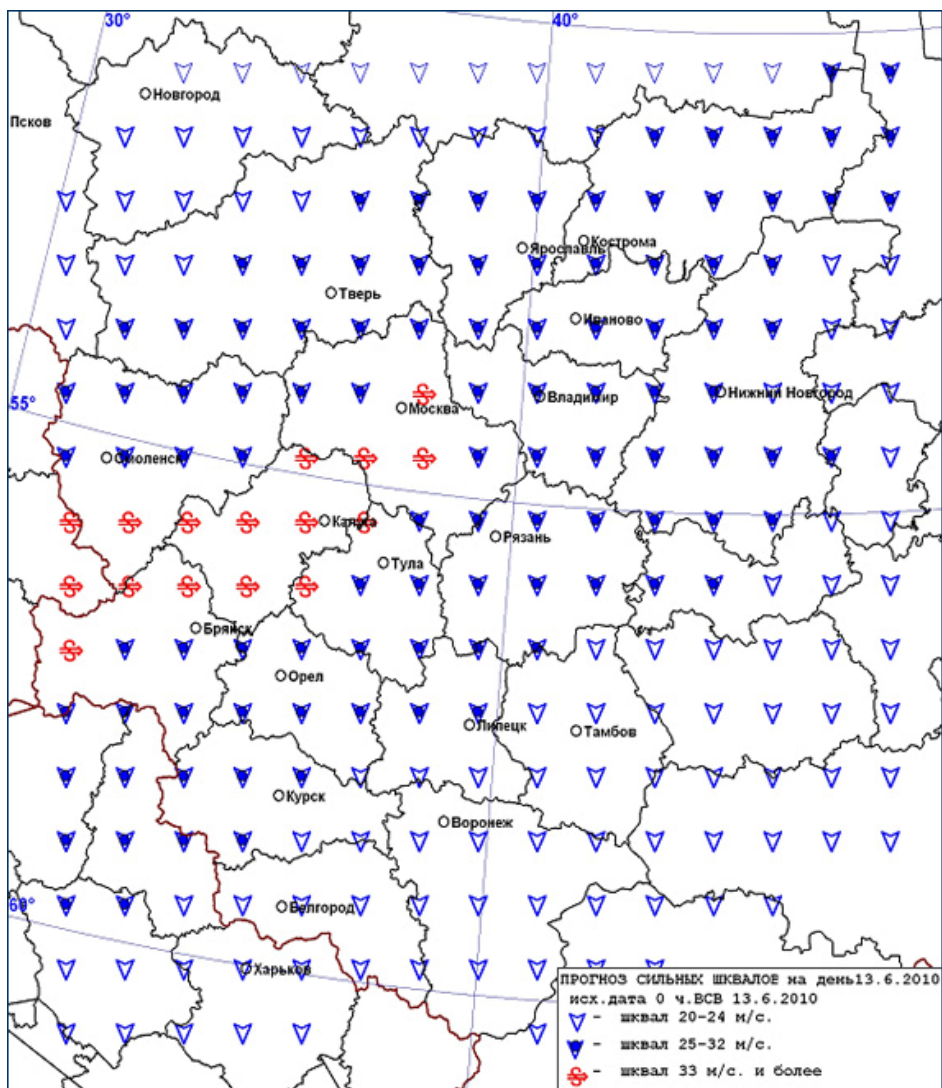 30°
40°
Новгород
Псков
Ярославль
Кострома
Тверь
Иваново
Москва
Владимир
Нижний Новгород
55°
Смоленск
Калуга
Рязань
Тула
Брянск
Орел
Липецк
Тамбов
Курск
Воронеж
Белгород
Харьков
ПРОГНОЗ СИЛЬНЫХ ШКВАЛОВ на день13.6.2010
исх.дата 0 ч.ВСВ 13.6.2010
- шквал 20-24 м/с.
- шквал 25-32 м/с.
- шквал 33 м/с. и более